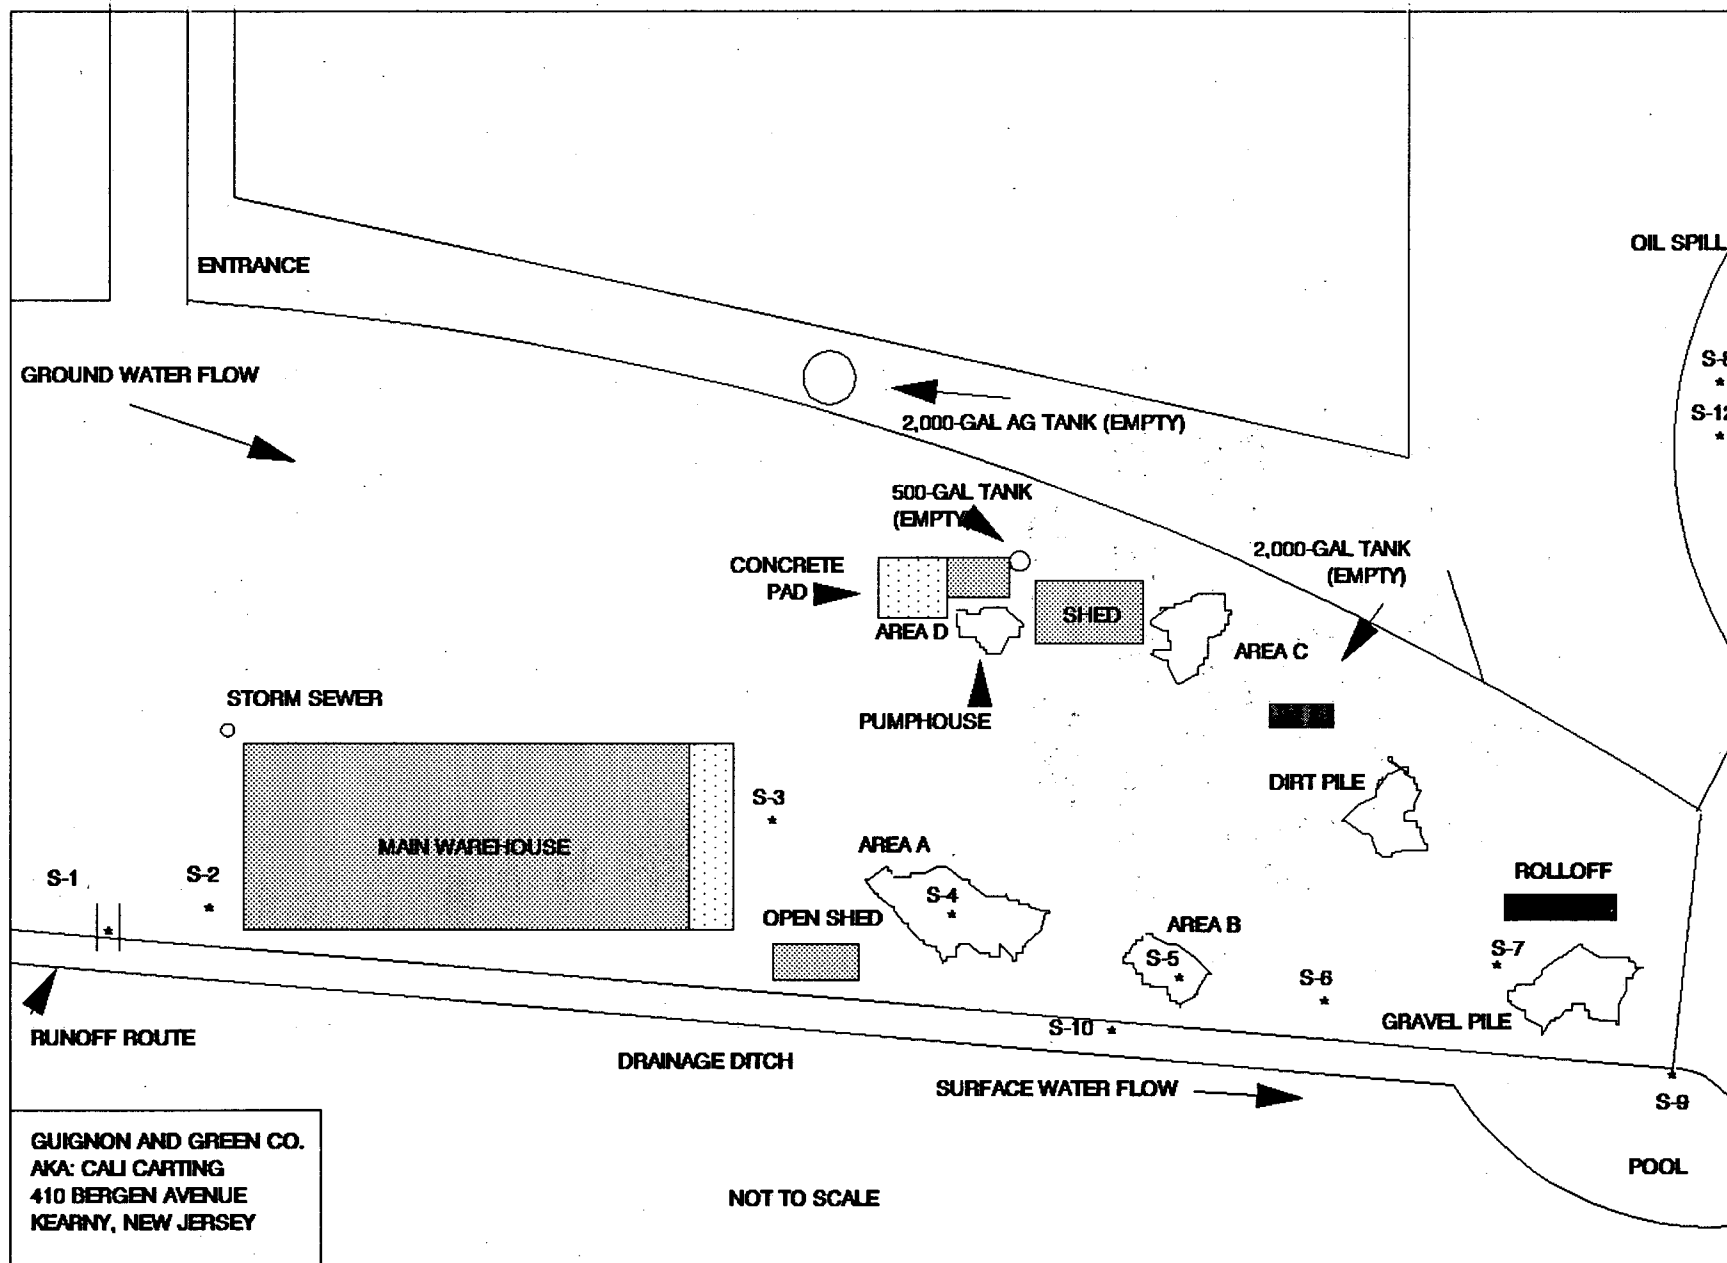 OIL SPILL
ENTRANCE
GROUND WATER FLOW
S-8
S-12
2,000-GAL AG TANK (EMPTY)
500-GAL TANK
(EMPTY)
2,000-GAL TANK
(EMPTY)
CONCRETE
PAD
AREA D
SHED
AREA C
STORM SEWER
PUMPHOUSE
DIRT PILE
S-3
MAIN WAREHOUSE
AREA A
S-1
S-2
S-4
ROLLOFF
OPEN SHED
AREA B
S-5
S-6
S-7
S-10
GRAVEL PILE
RUNOFF ROUTE
DRAINAGE DITCH
SURFACE WATER FLOW
S-9
POOL
GUIGNON AND GREEN CO.
AKA: CALI CARTING
410 BERGEN AVENUE
KEARNY, NEW JERSEY
NOT TO SCALE